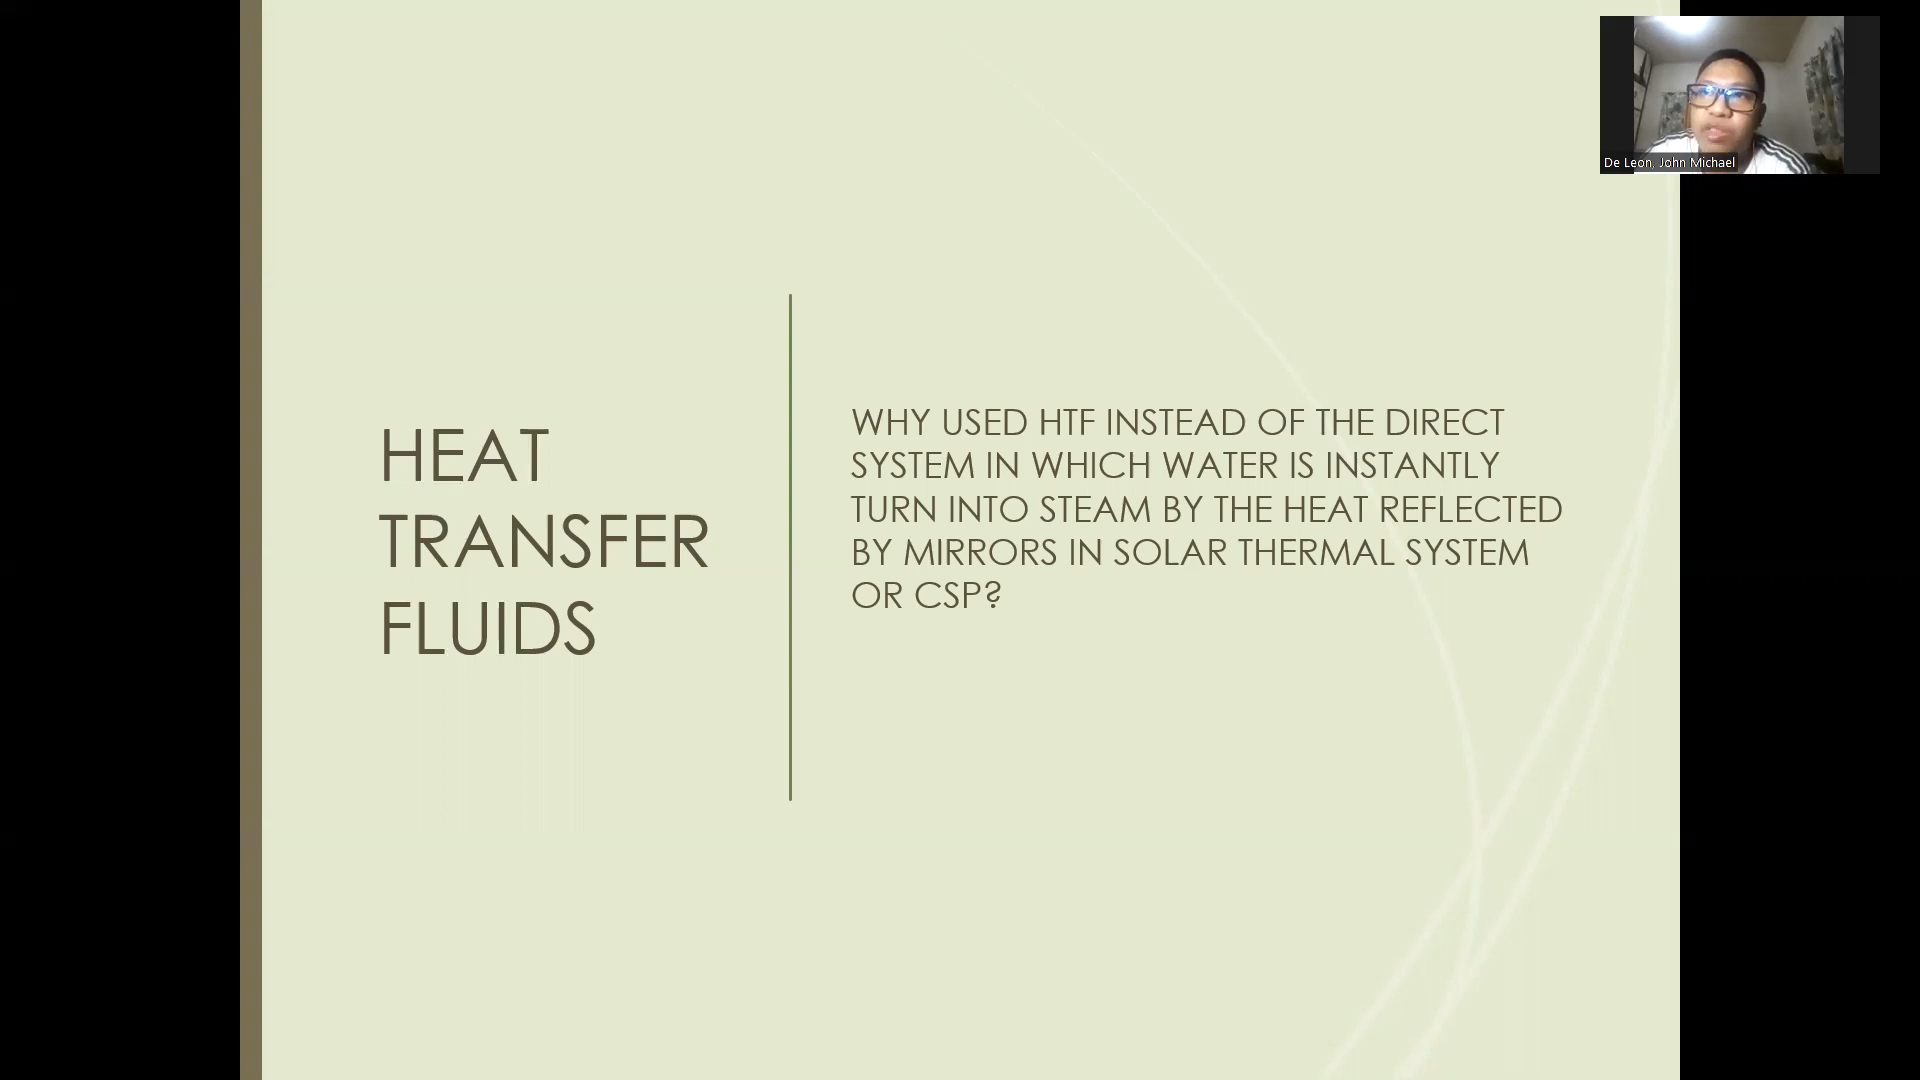 De Leon, John Michael
HEAT
TRANSFER
FLUIDS
WHY USED HTF INSTEAD OF THE DIRECT
SYSTEM IN WHICH WATER IS INSTANTLY
TURN INTO STEAM BY THE HEAT REFLECTED
BY MIRRORS IN SOLAR THERMAL SYSTEM
OR CSP?